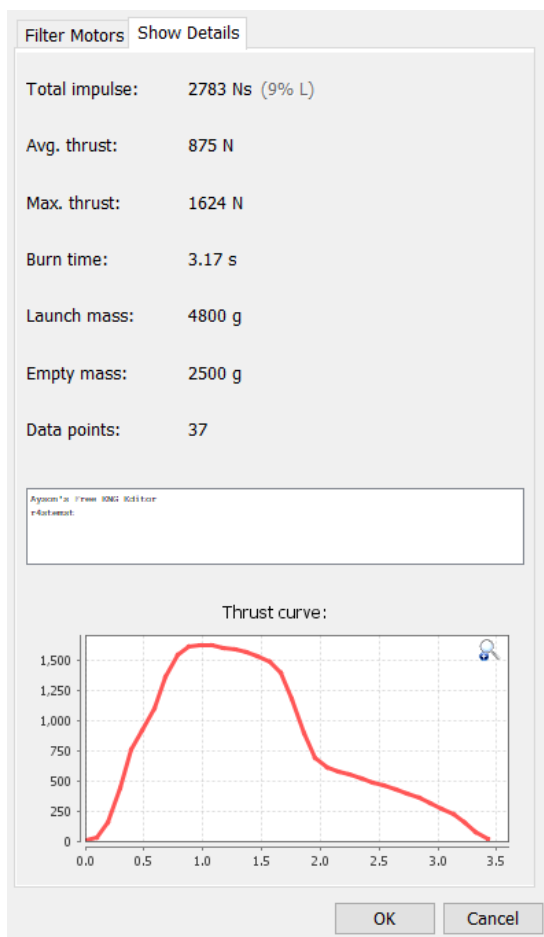 Filter Motors Show Details
Total impulse: 2783 Ns (9% L)
Avg. thrust: 875 N
Max. thrust: 1624 N
Burn time: 3.17 s
Launch mass: 4800 g
Empty mass: 2500 g
Data points: 37
Free ENG Editor
Thrust curve:
1,500
1,250
1,000
750
500
250
0
0.0 0.5 1.0 1.5 2.0 2.5 3.0 3.5
OK Cancel